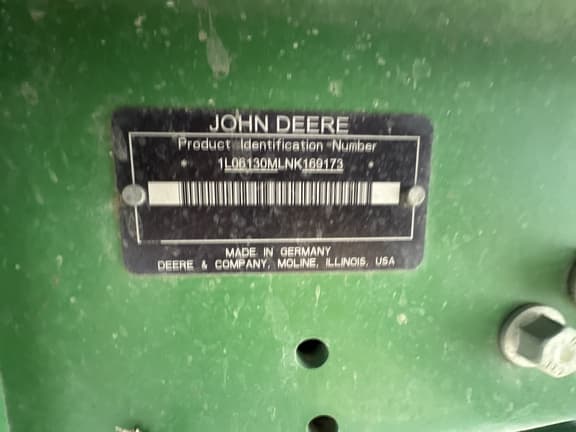 JOHN DEERE
Product Identification Number
1L06130MLNK169173
MADE IN GERMANY
DEERE & COMPANY, MOLINE, ILLINOIS, USA